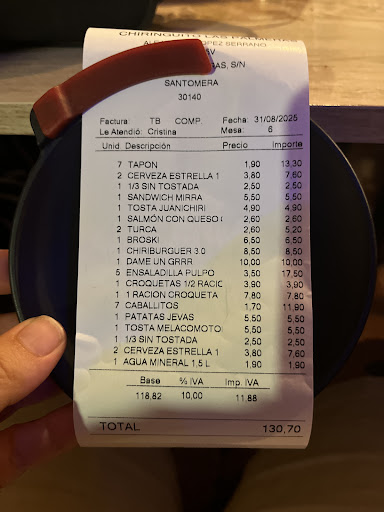 CHIRINGUITO LAS PALMERAS
LOPEZ SERRANO
S/N
SANTOMERA
30140
Factura: TB COMP. Fecha: 31/08/2025
Le Atendió: Cristina Mesa: 6
Unid Descripción Precio Importe
7 TAPON 1,90 13,30
2 CERVEZA ESTRELLA 1 3,80 7,60
1 1/3 SIN TOSTADA 2,50 2,50
1 SANDWICH MIRRA 5,50 5,50
1 TOSTA JUANICHIRI 4,90 4,90
1 SALMÓN CON QUESO 2,60 2,60
2 TURCA 2,60 5,20
1 BROSKI 6,50 6,50
1 CHIRIBURGUER 3.0 8,50 8,50
1 DAME UN GRRR 10,00 10,00
5 ENSALADILLA PULPO 3,50 17,50
1 CROQUETAS 1/2 RACIC 3,90 3,90
1 1 RACION CROQUETA 7,80 7,80
7 CABALLITOS 1,70 11,90
1 PATATAS JEVAS 5,50 5,50
1 TOSTA MELACOMOTO 5,50 5,50
1 1/3 SIN TOSTADA 2,50 2,50
2 CERVEZA ESTRELLA 1 3,80 7,60
1 AGUA MINERAL 1,5 L 1,90 1,90
Base % IVA Imp. IVA
118,82 10,00 11,88
TOTAL 130,70